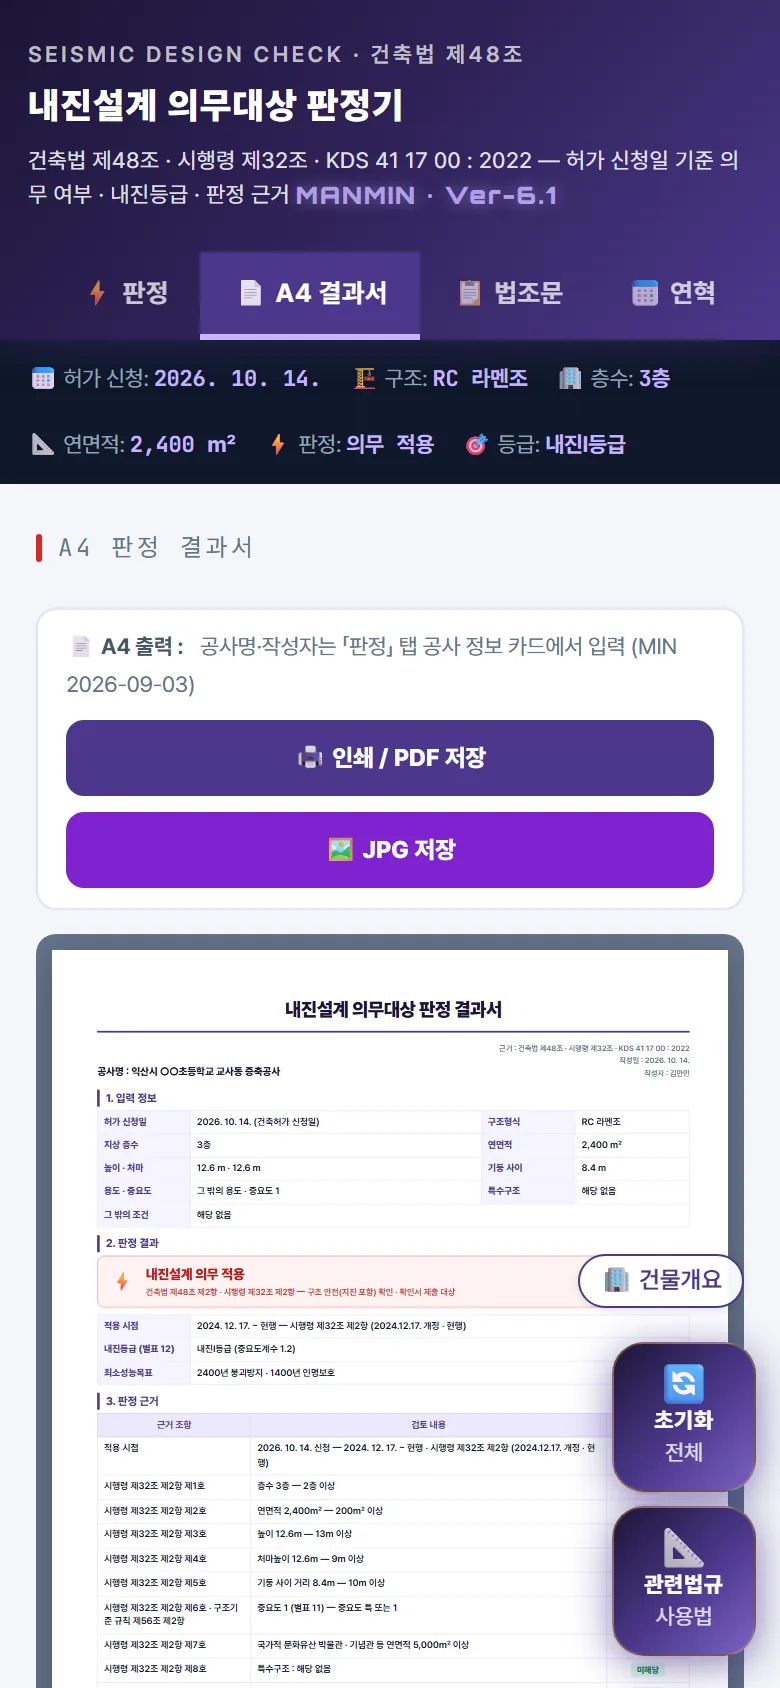 SEISMIC DESIGN CHECK · 건축법 제48조
내진설계 의무대상 판정기
건축법 제48조 · 시행령 제32조 · KDS 41 17 00 : 2022 — 허가 신청일 기준 의
무 여부 · 내진등급 · 판정 근거 MANMIN · Ver-6.1
판정 A4 결과서 법조문 연혁
허가 신청: 2026. 10. 14. 구조: RC 라멘조 층수: 3층
연면적: 2,400 m² 판정: 의무 적용 등급: 내진Ⅰ등급
A4 판정 결과서
A4 출력 : 공사명·작성자는 「판정」 탭 공사 정보 카드에서 입력 (MIN
2026-09-03)
인쇄 / PDF 저장
JPG 저장
내진설계 의무대상 판정 결과서
근거 : 건축법 제48조 · 시행령 제32조 · KDS 41 17 00 : 2022
작성일 : 2026. 10. 14.
공사명 : 익산시 ○○초등학교 교사동 증축공사 작성자 : 김만민
1. 입력 정보
허가 신청일 2026. 10. 14. (건축허가 신청일) 구조형식 RC 라멘조
지상 층수 3층 연면적 2,400 m²
높이 · 처마 12.6 m · 12.6 m 기둥 사이 8.4 m
용도 · 중요도 그 밖의 용도 · 중요도 1 특수구조 해당 없음
그 밖의 조건 해당 없음
2. 판정 결과
내진설계 의무 적용
건축법 제48조 제2항 · 시행령 제32조 제2항 — 구조 안전(지진 포함) 확인 · 확인서 제출 대상
건물개요
적용 시점 2024. 12. 17. ~ 현행 — 시행령 제32조 제2항 (2024.12.17. 개정 · 현행)
내진등급 (별표 12) 내진Ⅰ등급 (중요도계수 1.2)
최소성능목표 2400년 붕괴방지 · 1400년 인명보호
3. 판정 근거
근거 조항 검토 내용
적용 시점 2026. 10. 14. 신청 — 2024. 12. 17. ~ 현행 · 시행령 제32조 제2항 (2024.12.17. 개정 · 현
행)
시행령 제32조 제2항 제1호 층수 3층 — 2층 이상
시행령 제32조 제2항 제2호 연면적 2,400m² — 200m² 이상
시행령 제32조 제2항 제3호 높이 12.6m — 13m 이상
시행령 제32조 제2항 제4호 처마높이 12.6m — 9m 이상
시행령 제32조 제2항 제5호 기둥 사이 거리 8.4m — 10m 이상
시행령 제32조 제2항 제6호 · 구조기
준 규칙 제56조 제2항 중요도 1 (별표 11) — 중요도 특 또는 1
시행령 제32조 제2항 제7호 국가적 문화유산 박물관 · 기념관 등 연면적 5,000m² 이상
시행령 제32조 제2항 제8호 특수구조 : 해당 없음 미해당
초기화
전체
관련법규
사용법